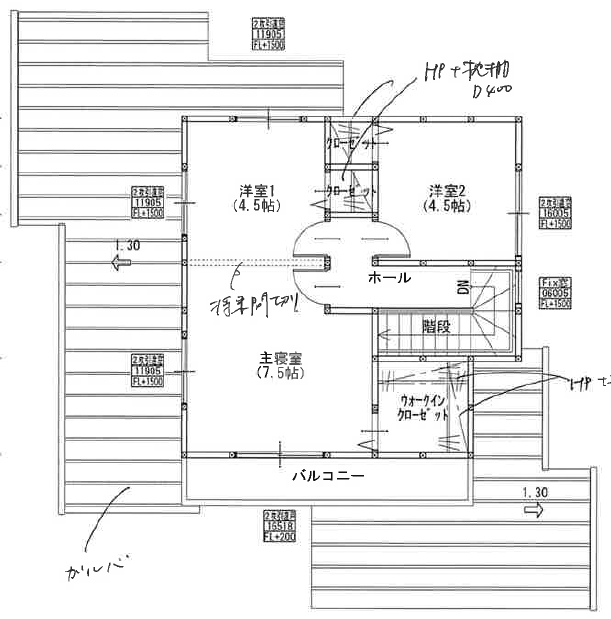 2枚引違窓
11905
FL+1500
HP+枕棚
D400
クローゼット
クローゼット
洋室1
(4.5帖)
洋室2
(4.5帖)
2枚引違窓
11905
FL+1500
2枚引違窓
16005
FL+1500
1.30
ホール
DN
Fix窓
06005
FL+1500
将来間仕切り
階段
主寝室
(7.5帖)
2枚引違窓
11905
FL+1500
HP+
ウォークイン
クローゼット
バルコニー
1.30
16518
FL+200
ガルバ